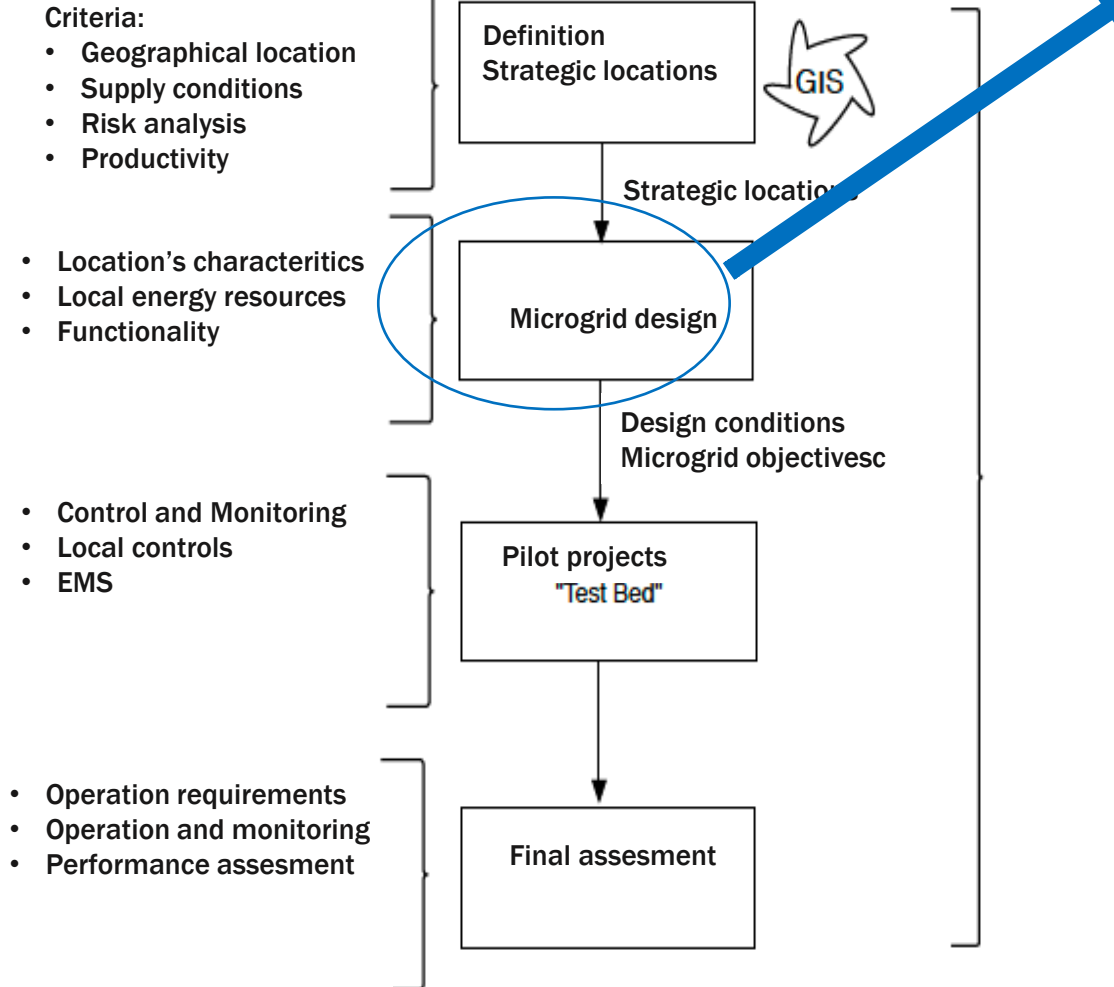 Criteria:
• Geographical location
• Supply conditions
• Risk analysis
• Productivity
Definition
Strategic locations
GIS
Strategic locations
• Location's characteritics
• Local energy resources
• Functionality
Microgrid design
Design conditions
Microgrid objectivesc
• Control and Monitoring
• Local controls
• EMS
Pilot projects
"Test Bed"
• Operation requirements
• Operation and monitoring
• Performance assesment
Final assesment